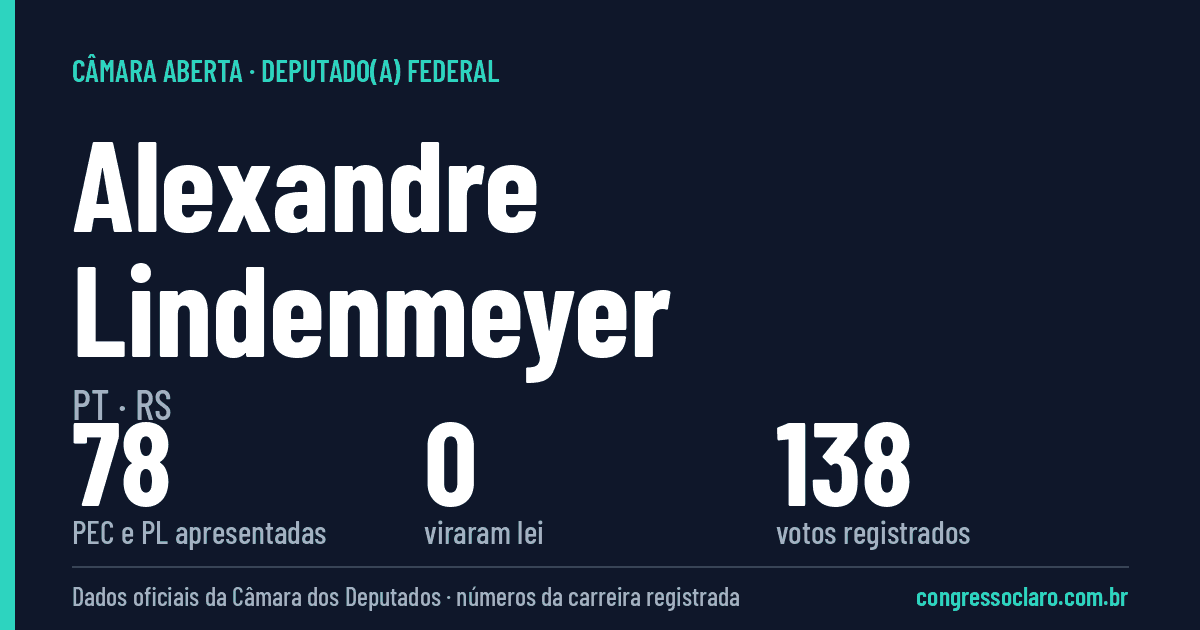 CÂMARA ABERTA · DEPUTADO(A) FEDERAL
Alexandre
Lindenmeyer
PT · RS
78 0 138
PEC e PL apresentadas viraram lei votos registrados
Dados oficiais da Câmara dos Deputados · números da carreira registrada congressoclaro.com.br